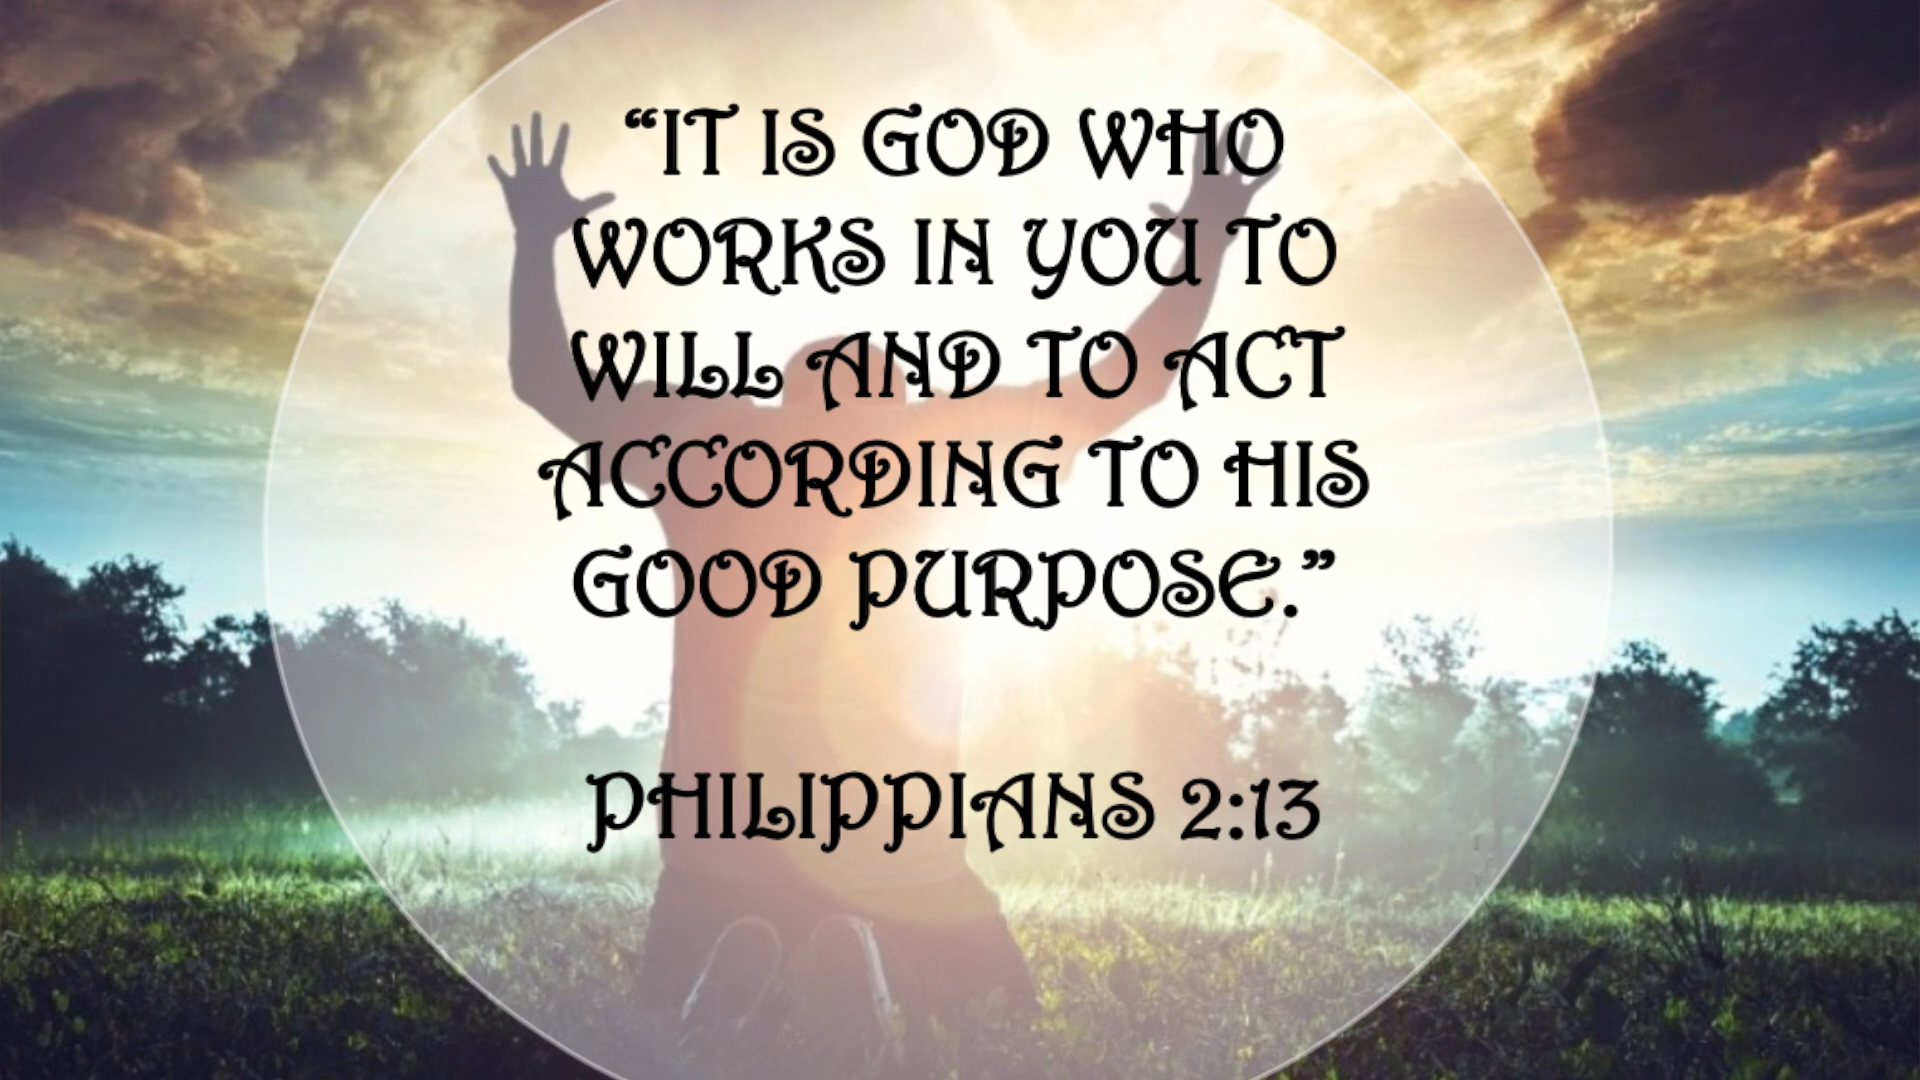 “IT IS GOD WHO
WORKS IN YOU TO
WILL AND TO ACT
ACCORDING TO HIS
GOOD PURPOSE.”
PHILIPPIANS 2:13